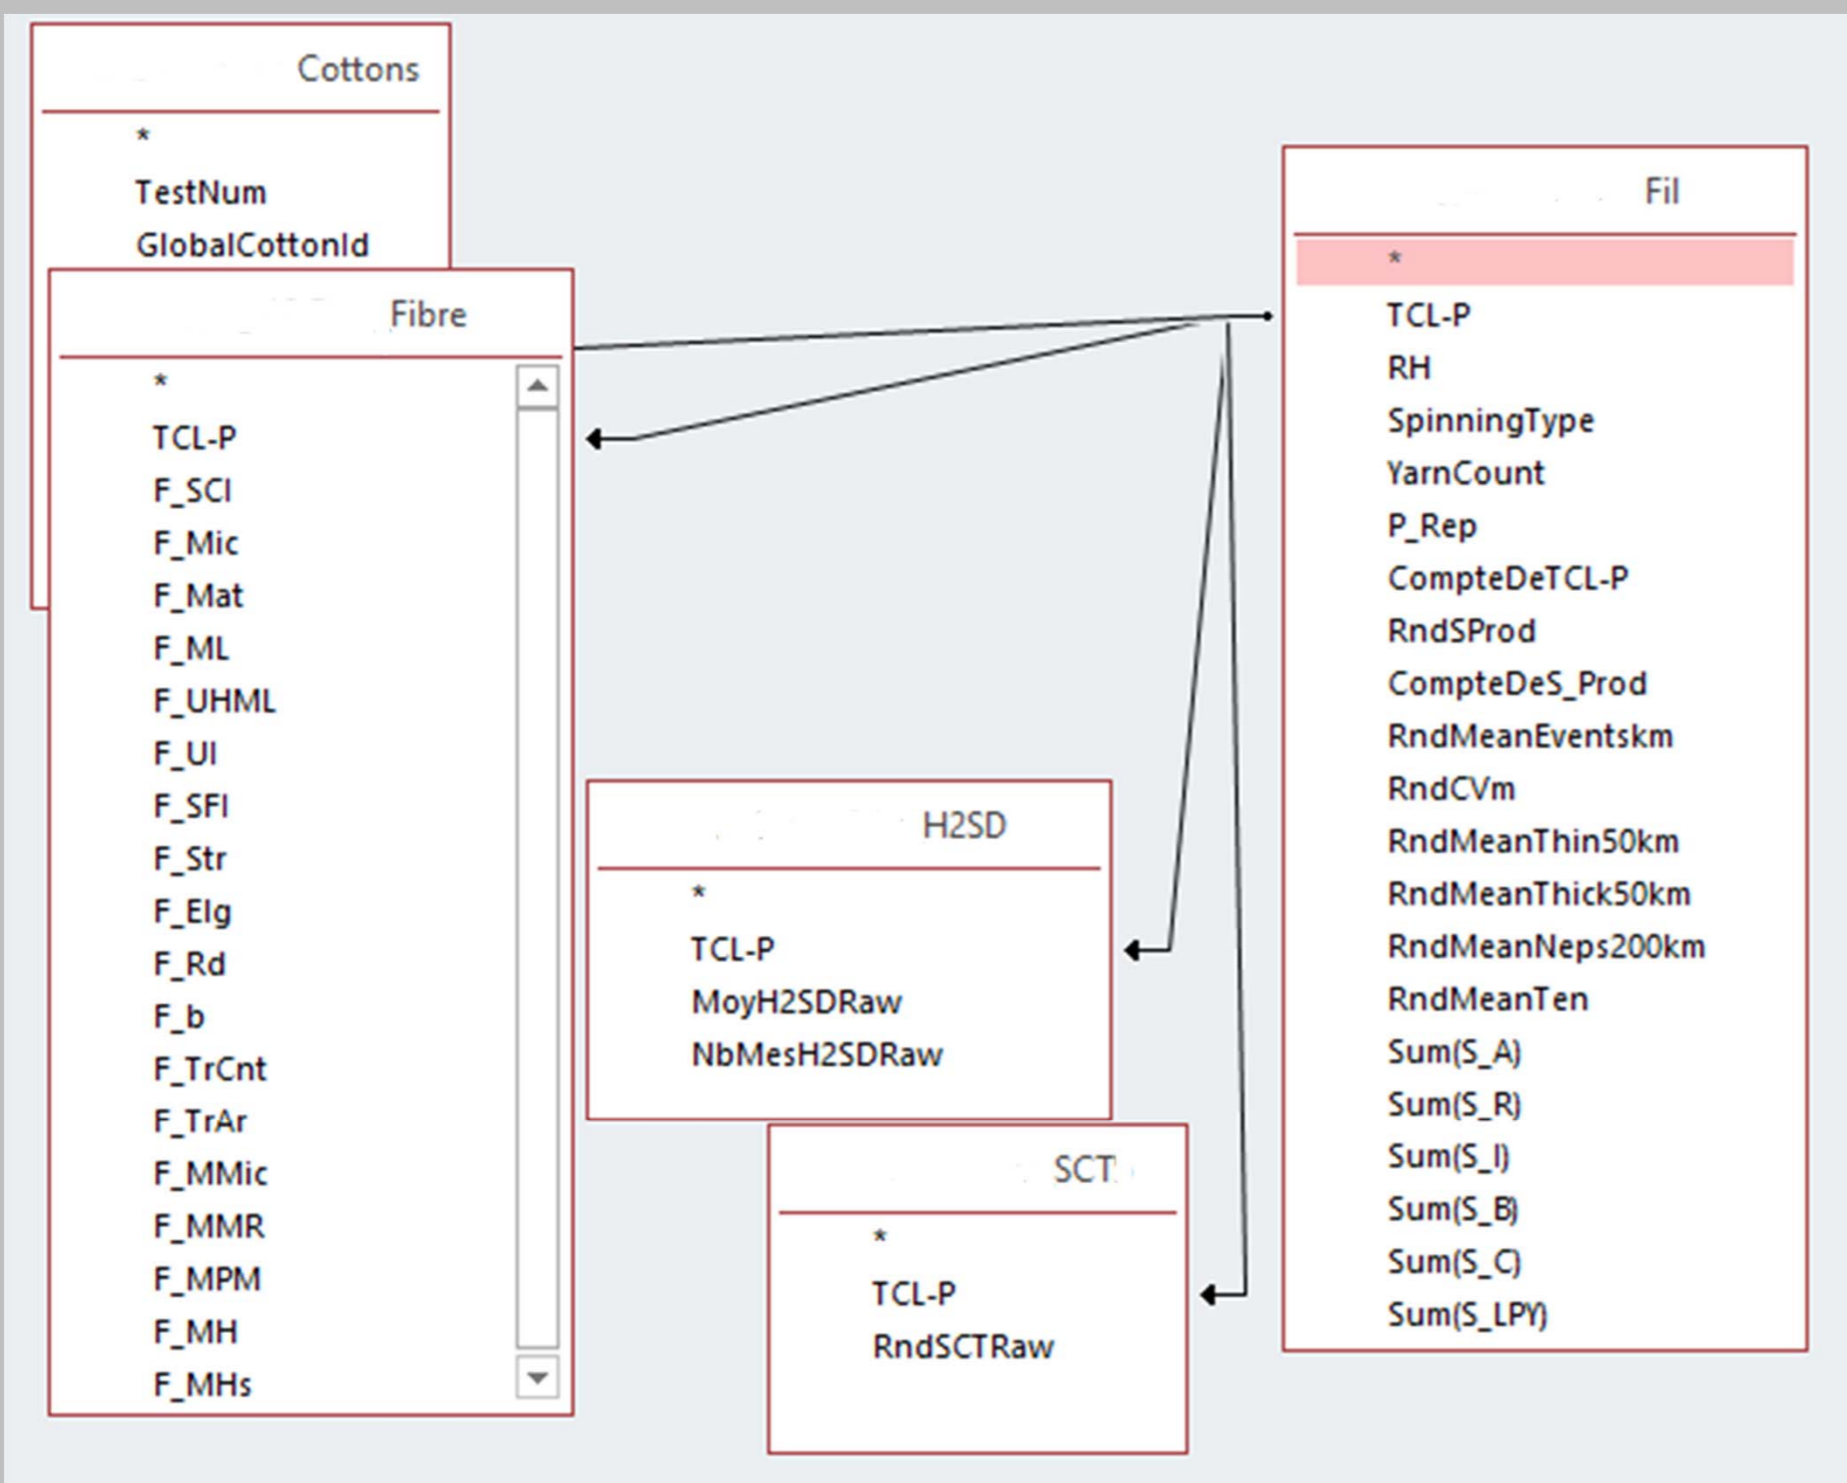 Cottons
*
TestNum
GlobalCottonId
Fibre
*
TCL-P
F_SCI
F_Mic
F_Mat
F_ML
F_UHML
F_UI
F_SFI
F_Str
F_Elg
F_Rd
F_b
F_TrCnt
F_TrAr
F_MMic
F_MMR
F_MPM
F_MH
F_MHs
H2SD
*
TCL-P
MoyH2SDRaw
NbMesH2SDRaw
SCT
*
TCL-P
RndSCTRaw
Fil
*
TCL-P
RH
SpinningType
YarnCount
P_Rep
CompteDeTCL-P
RndSProd
CompteDeS_Prod
RndMeanEventskm
RndCVm
RndMeanThin50km
RndMeanThick50km
RndMeanNeps200km
RndMeanTen
Sum(S_A)
Sum(S_R)
Sum(S_I)
Sum(S_B)
Sum(S_C)
Sum(S_LPY)